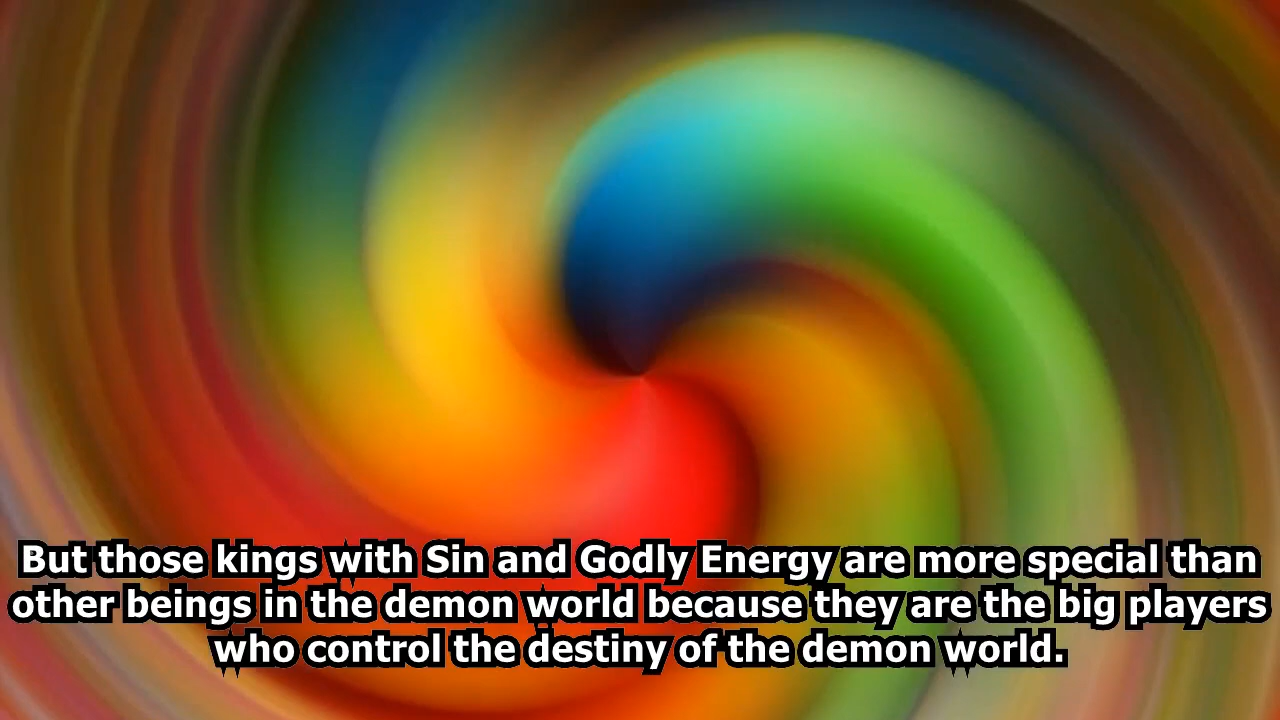 But those kings with Sin and Godly Energy are more special than
other beings in the demon world because they are the big players
who control the destiny of the demon world.